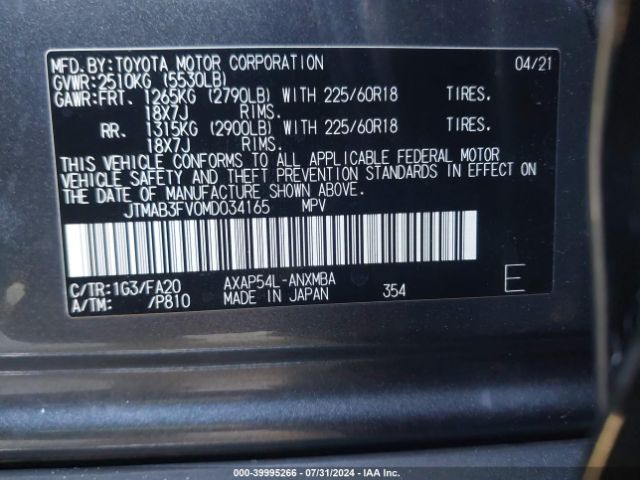 MFD.BY:TOYOTA MOTOR CORPORATION 04/21
GVWR:2510KG (5530LB)
GAWR:FRT. 1265KG (2790LB) WITH 225/60R18 TIRES.
18X7J RIMS.
RR. 1315KG (2900LB) WITH 225/60R18 TIRES.
18X7J RIMS.
THIS VEHICLE CONFORMS TO ALL APPLICABLE FEDERAL MOTOR
VEHICLE SAFETY AND THEFT PREVENTION STANDARDS IN EFFECT ON
THE DATE OF MANUFACTURE SHOWN ABOVE.
JTMAB3FV0MD034165 MPV
C/TR:1G3/FA20 AXAP54L-ANXMBA
A/TM: /P810 MADE IN JAPAN 354 E
000-39995266 - 07/31/2024 - IAA Inc.